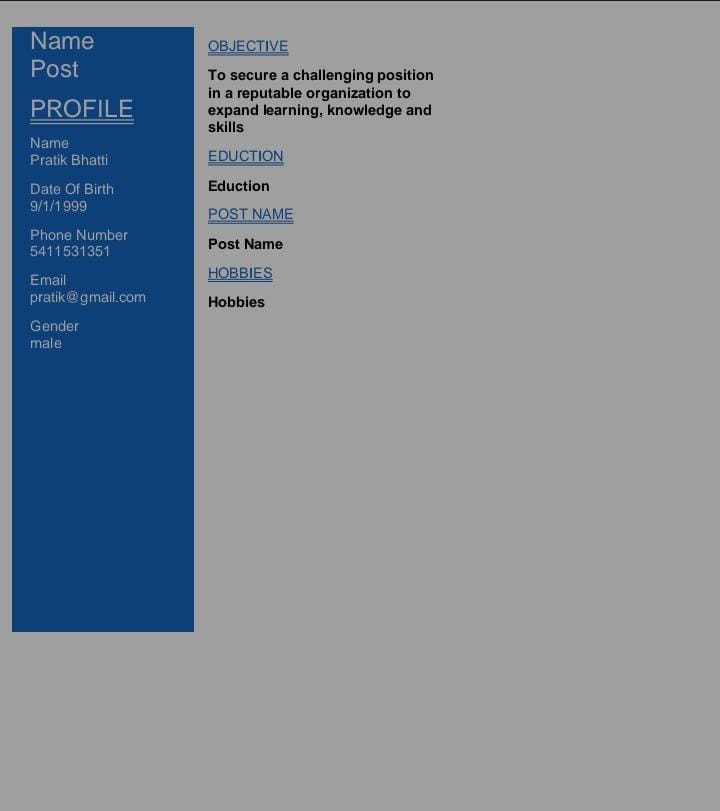 Name
Post
PROFILE
Name
Pratik Bhatti
Date Of Birth
9/1/1999
Phone Number
5411531351
Email
pratik@gmail.com
Gender
male
OBJECTIVE
To secure a challenging position
in a reputable organization to
expand learning, knowledge and
skills
EDUCTION
Eduction
POST NAME
Post Name
HOBBIES
Hobbies